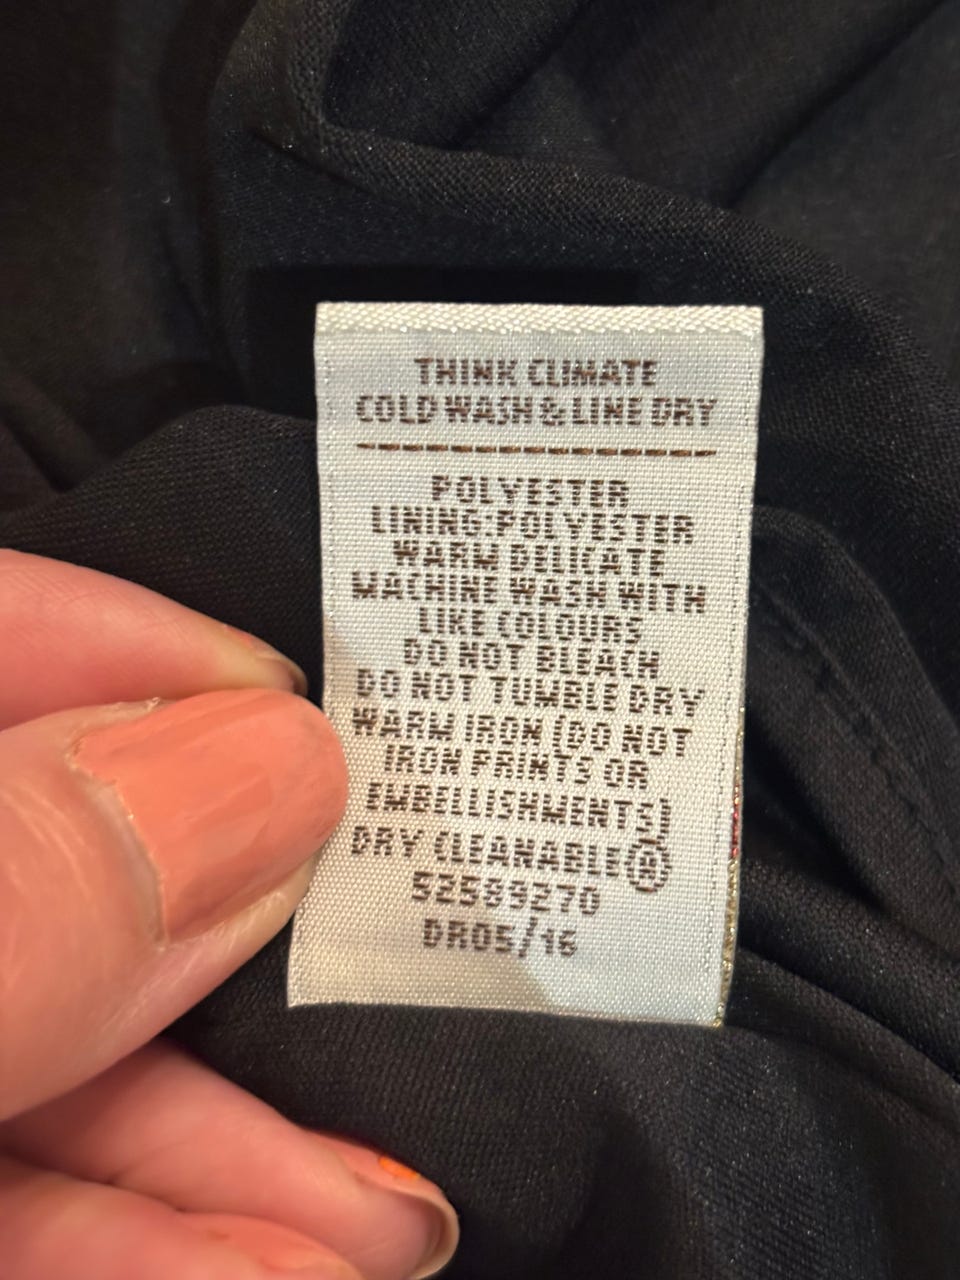 THINK CLIMATE
COLD WASH & LINE DRY
POLYESTER
LINING:POLYESTER
WARM DELICATE
MACHINE WASH WITH
LIKE COLOURS
DO NOT BLEACH
DO NOT TUMBLE DRY
WARM IRON (DO NOT
IRON PRINTS OR
EMBELLISHMENTS)
DRY CLEANABLE Ⓐ
52589270
DR05/16